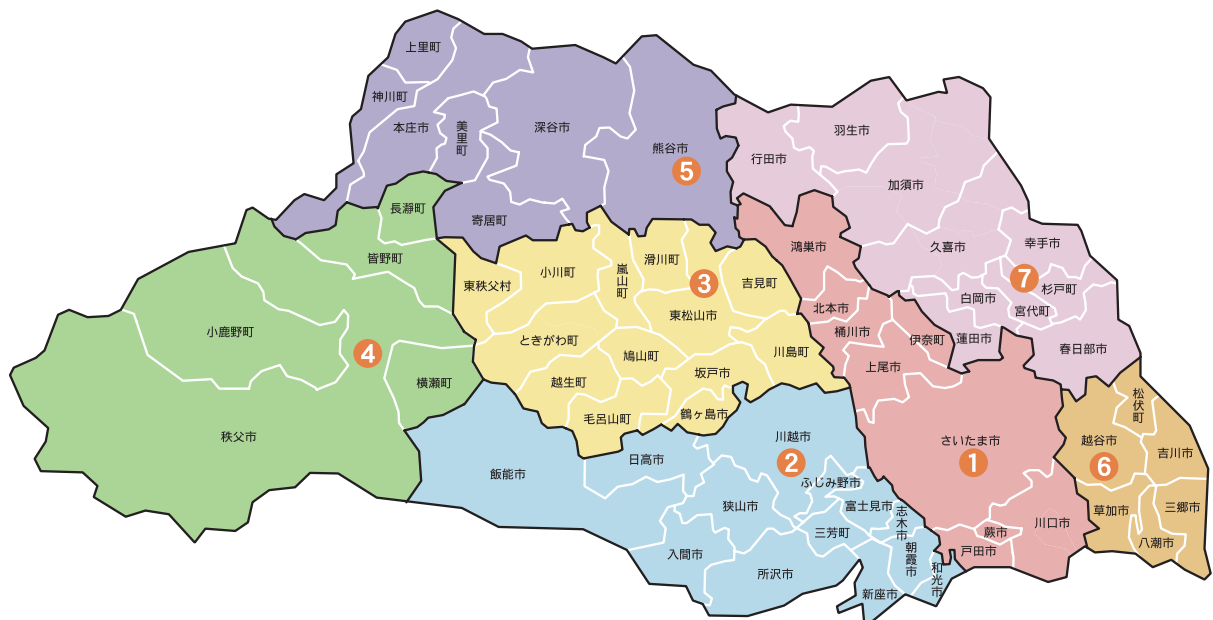 上里町
神川町
本庄市
美里町
深谷市
熊谷市
5
寄居町
長瀞町
皆野町
小鹿野町
4
横瀬町
秩父市
東秩父村
小川町
嵐山町
滑川町
3
吉見町
東松山市
ときがわ町
鳩山町
川島町
越生町
坂戸市
毛呂山町
鶴ヶ島市
行田市
羽生市
加須市
久喜市
幸手市
7
杉戸町
白岡市
宮代町
蓮田市
春日部市
鴻巣市
北本市
桶川市
伊奈町
上尾市
さいたま市
1
川口市
蕨市
戸田市
飯能市
日高市
川越市
2
ふじみ野市
狭山市
富士見市
志木市
三芳町
入間市
所沢市
朝霞市
和光市
新座市
松伏町
越谷市
6
吉川市
草加市
三郷市
八潮市